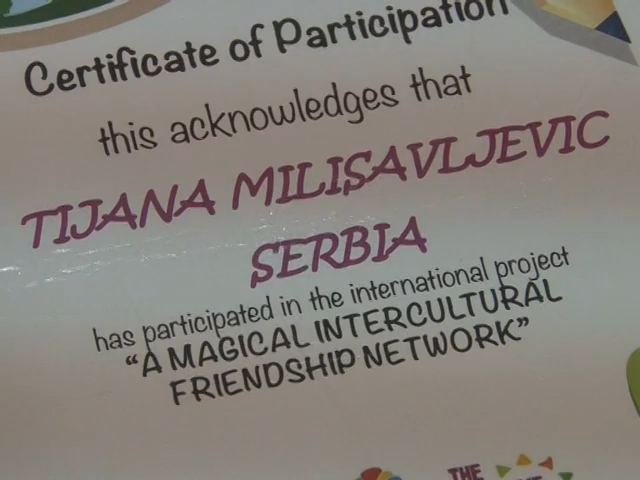 Certificate of Participation
this acknowledges that
TIJANA MILISAVLJEVIC
SERBIA
has participated in the international project
“A MAGICAL INTERCULTURAL
FRIENDSHIP NETWORK”
THE